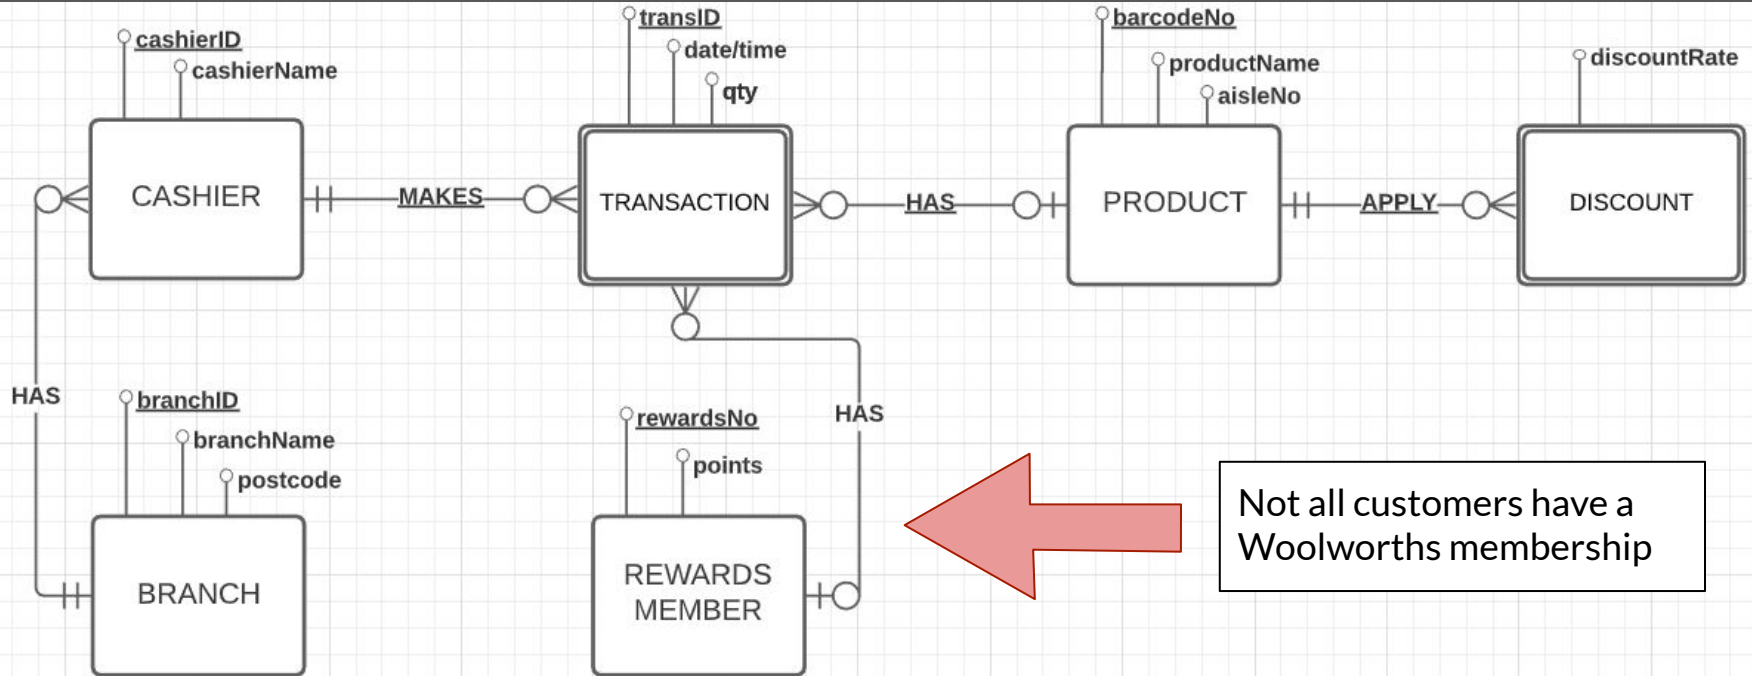 transID
barcodeNo
cashierID
date/time
discountRate
productName
cashierName
qty
aisleNo
CASHIER
MAKES
TRANSACTION
HAS
PRODUCT
APPLY
DISCOUNT
HAS
branchID
rewardsNo
HAS
branchName
points
postcode
Not all customers have a
Woolworths membership
BRANCH
REWARDS
MEMBER